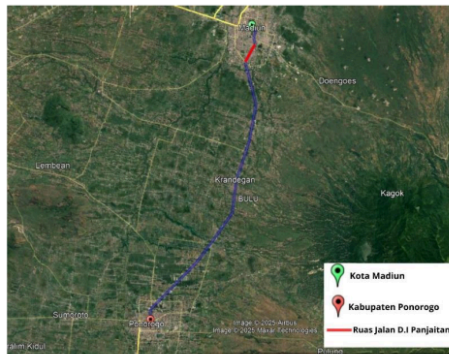 Madiun
Doengoes
Lembean
Krandegan
BULU
Kagok
Kota Madiun
Kabupaten Ponorogo
Ruas Jalan D.I Panjaitan
Sumoroto
Ponorogo
Image © 2025 Airbus
Image © 2025 Maxar Technologies
Pulung